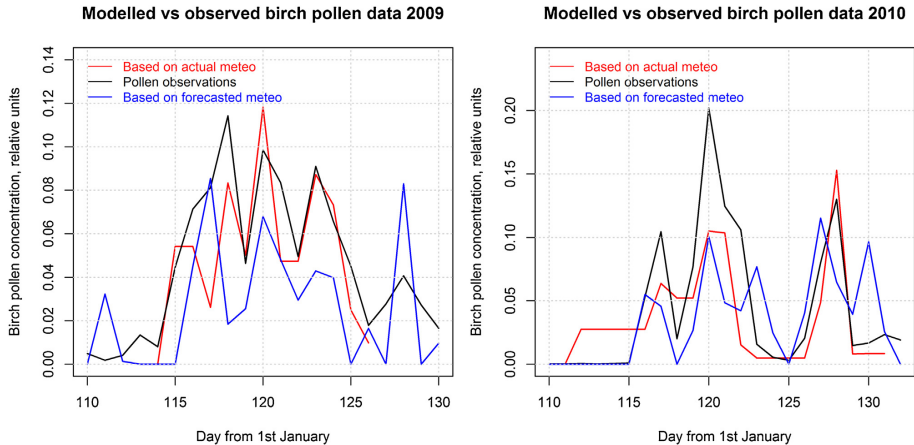 Modelled vs observed birch pollen data 2009
Birch pollen concentration, relative units
0.14
0.12
0.10
0.08
0.06
0.04
0.02
0.00
Based on actual meteo
Pollen observations
Based on forecasted meteo
110 115 120 125 130
Day from 1st January
Modelled vs observed birch pollen data 2010
Birch pollen concentration, relative units
0.20
0.15
0.10
0.05
0.00
Based on actual meteo
Pollen observations
Based on forecasted meteo
110 115 120 125 130
Day from 1st January